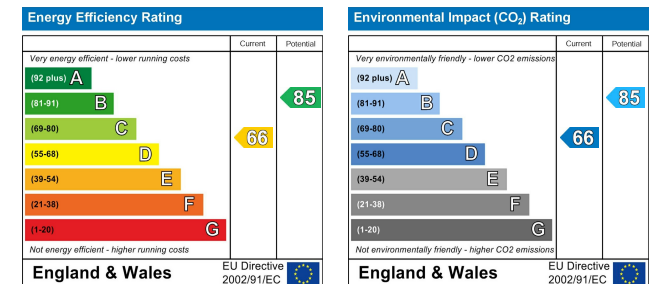 Energy Efficiency Rating
Current Potential
Very energy efficient - lower running costs
(92 plus) A
(81-91) B
85
(69-80) C
66
(55-68) D
(39-54) E
(21-38) F
(1-20) G
Not energy efficient - higher running costs
England & Wales
EU Directive
2002/91/EC
Environmental Impact (CO₂) Rating
Current Potential
Very environmentally friendly - lower CO2 emissions
(92 plus) A
(81-91) B
85
(69-80) C
66
(55-68) D
(39-54) E
(21-38) F
(1-20) G
Not environmentally friendly - higher CO2 emissions
England & Wales
EU Directive
2002/91/EC